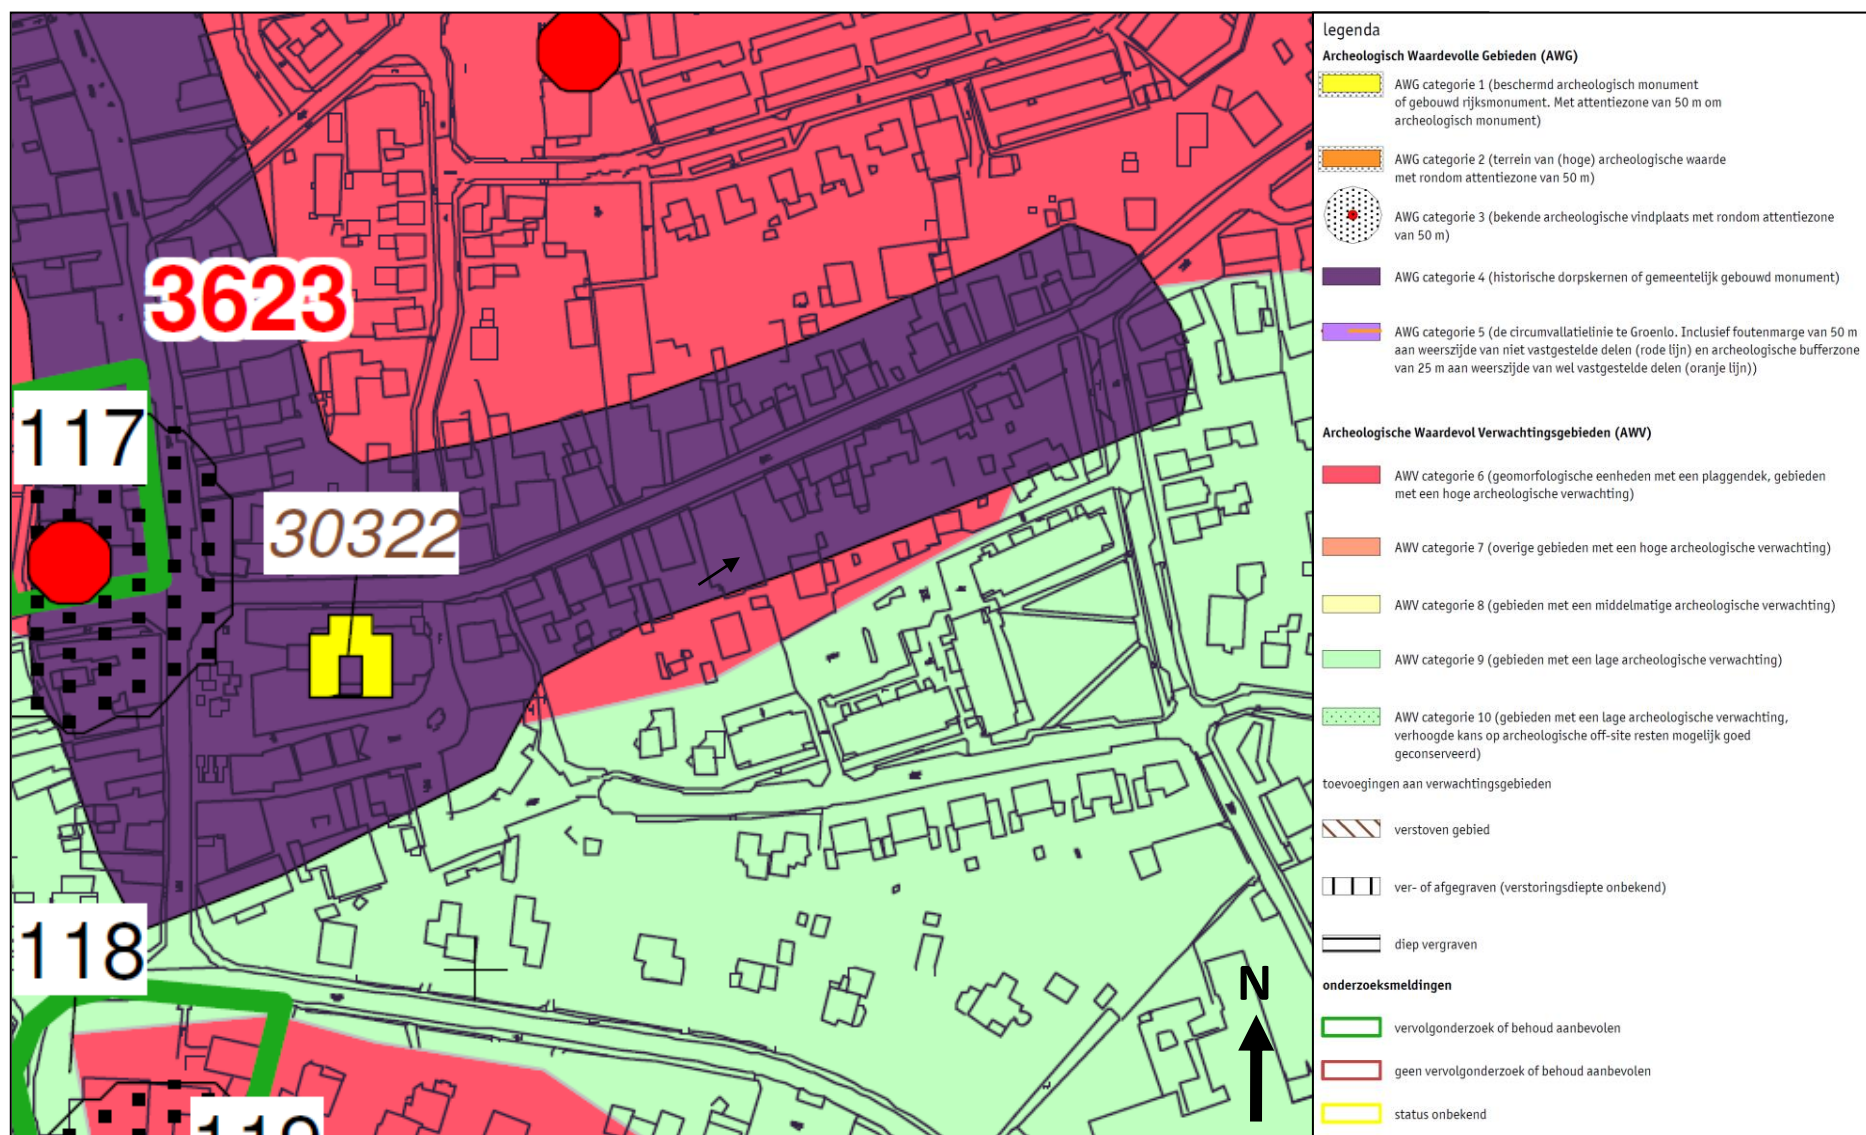 3623
117
30322
118
119
N
legenda
Archeologisch Waardevolle Gebieden (AWG)
AWG categorie 1 (beschermd archeologisch monument
of gebouwd rijksmonument. Met attentiezone van 50 m om
archeologisch monument)
AWG categorie 2 (terrein van (hoge) archeologische waarde
met rondom attentiezone van 50 m)
AWG categorie 3 (bekende archeologische vindplaats met rondom attentiezone
van 50 m)
AWG categorie 4 (historische dorpskernen of gemeentelijk gebouwd monument)
AWG categorie 5 (de circumvallatielinie te Groenlo. Inclusief foutenmarge van 50 m
aan weerszijde van niet vastgestelde delen (rode lijn) en archeologische bufferzone
van 25 m aan weerszijde van wel vastgestelde delen (oranje lijn))
Archeologische Waardevol Verwachtingsgebieden (AWV)
AWV categorie 6 (geomorfologische eenheden met een plaggendek, gebieden
met een hoge archeologische verwachting)
AWV categorie 7 (overige gebieden met een hoge archeologische verwachting)
AWV categorie 8 (gebieden met een middelmatige archeologische verwachting)
AWV categorie 9 (gebieden met een lage archeologische verwachting)
AWV categorie 10 (gebieden met een lage archeologische verwachting,
verhoogde kans op archeologische off-site resten mogelijk goed
geconserveerd)
toevoegingen aan verwachtingsgebieden
verstoven gebied
ver- of afgegraven (verstoringsdiepte onbekend)
diep vergraven
onderzoeksmeldingen
vervolgonderzoek of behoud aanbevolen
geen vervolgonderzoek of behoud aanbevolen
status onbekend